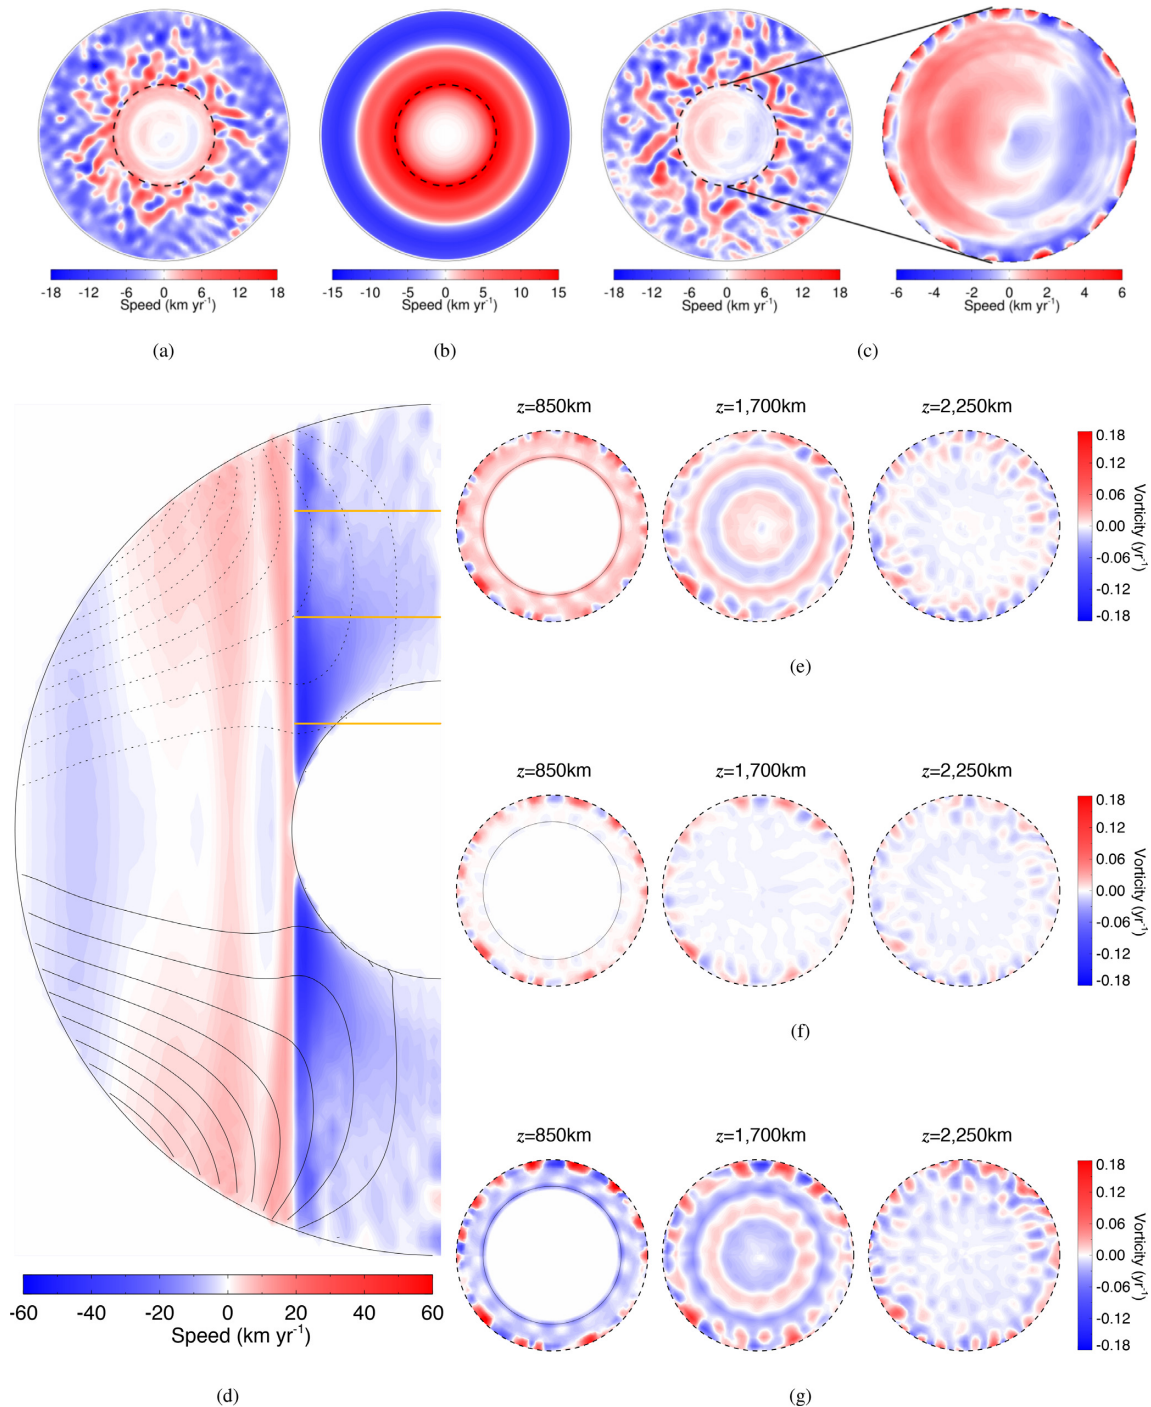 -18 -12 -6 0 6 12 18
Speed (km yr⁻¹)
(a)
-15 -10 -5 0 5 10 15
Speed (km yr⁻¹)
(b)
-18 -12 -6 0 6 12 18
Speed (km yr⁻¹)
-6 -4 -2 0 2 4 6
Speed (km yr⁻¹)
(c)
-60 -40 -20 0 20 40 60
Speed (km yr⁻¹)
(d)
z=850km z=1,700km z=2,250km
0.18
0.12
0.06
0.00
-0.06
-0.12
-0.18
Vorticity (yr⁻¹)
(e)
z=850km z=1,700km z=2,250km
0.18
0.12
0.06
0.00
-0.06
-0.12
-0.18
Vorticity (yr⁻¹)
(f)
z=850km z=1,700km z=2,250km
0.18
0.12
0.06
0.00
-0.06
-0.12
-0.18
Vorticity (yr⁻¹)
(g)